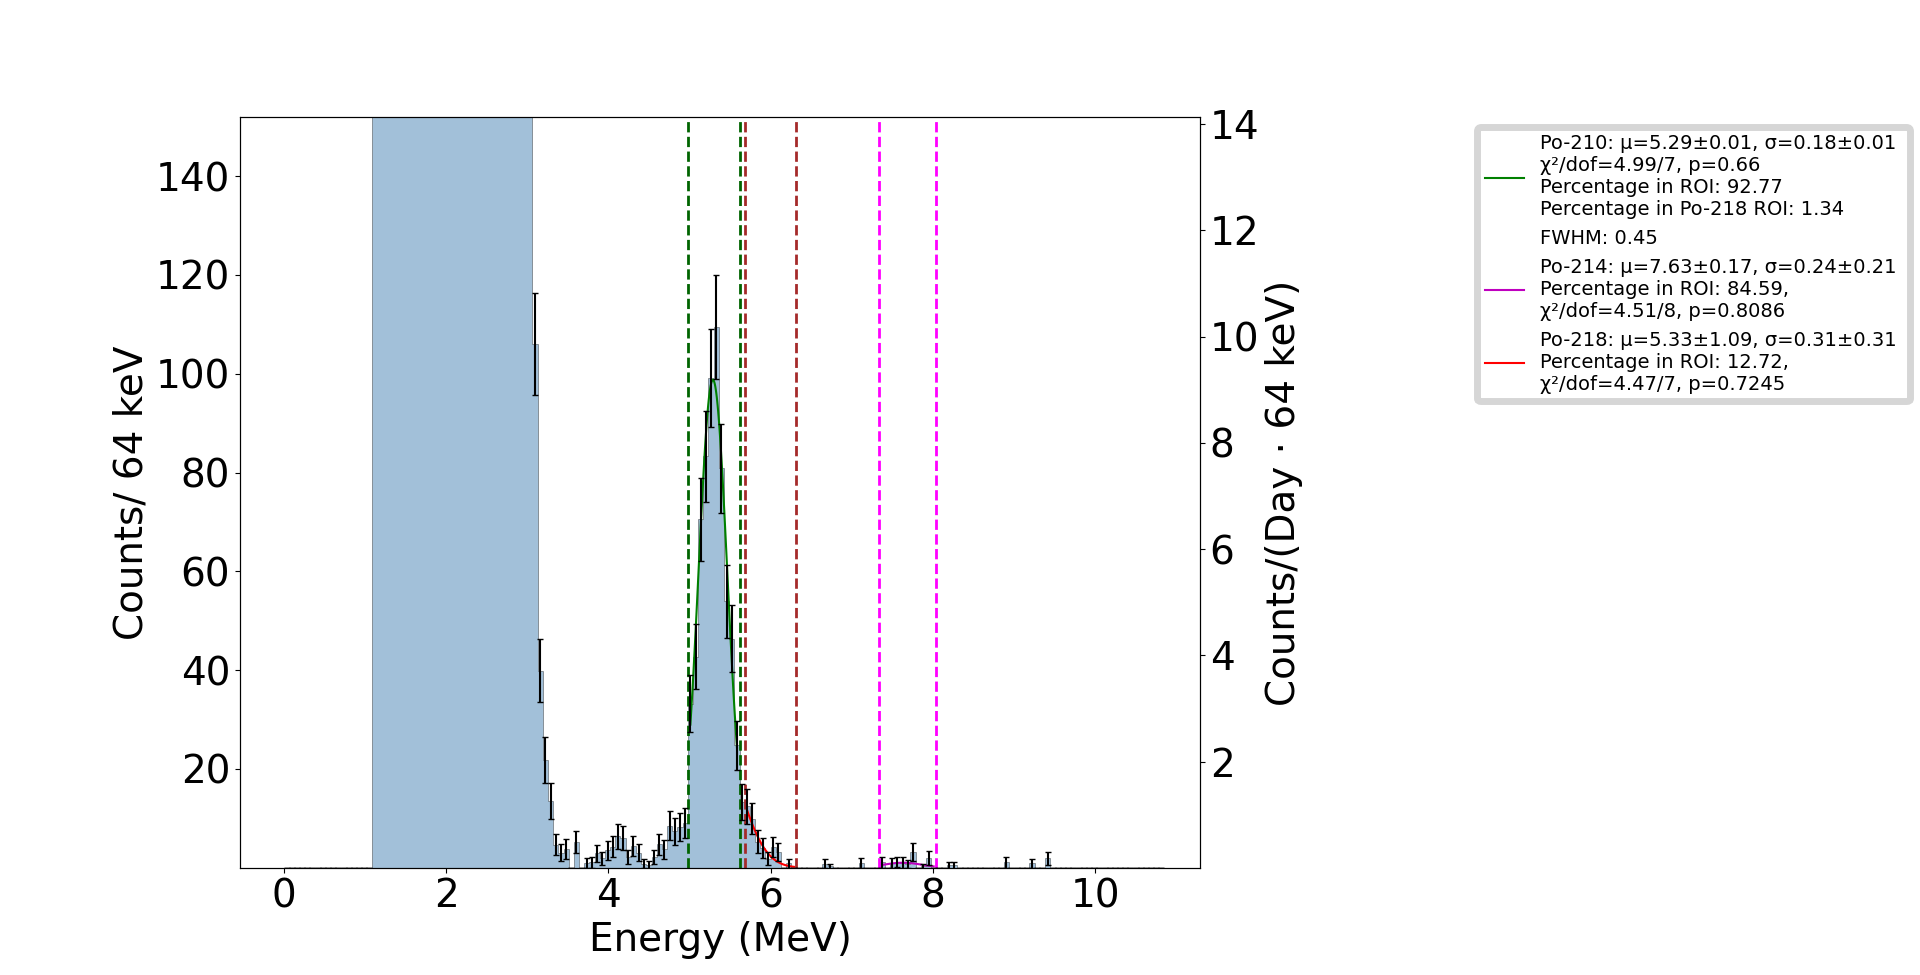 140
120
100
80
60
40
20
Counts/ 64 keV
0
2
4
6
8
10
Energy (MeV)
14
12
10
8
6
4
2
Counts/(Day · 64 keV)
Po-210: μ=5.29±0.01, σ=0.18±0.01
χ²/dof=4.99/7, p=0.66
Percentage in ROI: 92.77
Percentage in Po-218 ROI: 1.34
FWHM: 0.45
Po-214: μ=7.63±0.17, σ=0.24±0.21
Percentage in ROI: 84.59,
χ²/dof=4.51/8, p=0.8086
Po-218: μ=5.33±1.09, σ=0.31±0.31
Percentage in ROI: 12.72,
χ²/dof=4.47/7, p=0.7245